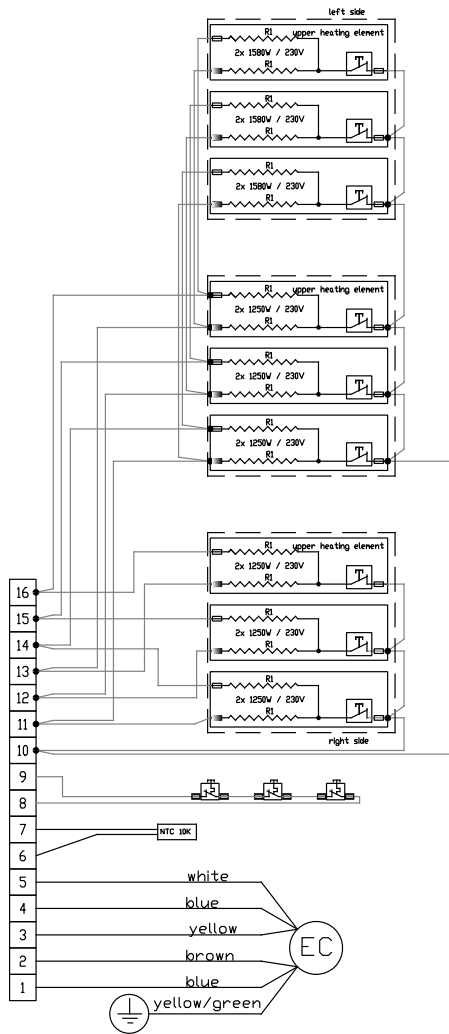 left side
R1 upper heating element
2x 1580W / 230V
R1
R1
2x 1580W / 230V
R1
R1
2x 1580W / 230V
R1
R1 upper heating element
2x 1250W / 230V
R1
R1
2x 1250W / 230V
R1
R1
2x 1250W / 230V
R1
R1 upper heating element
2x 1250W / 230V
R1
R1
2x 1250W / 230V
R1
R1
2x 1250W / 230V
R1
right side
16
15
14
13
12
11
10
9
8
7
NTC 10K
6
5 white
4 blue
3 yellow
EC
2 brown
1 blue
yellow/green